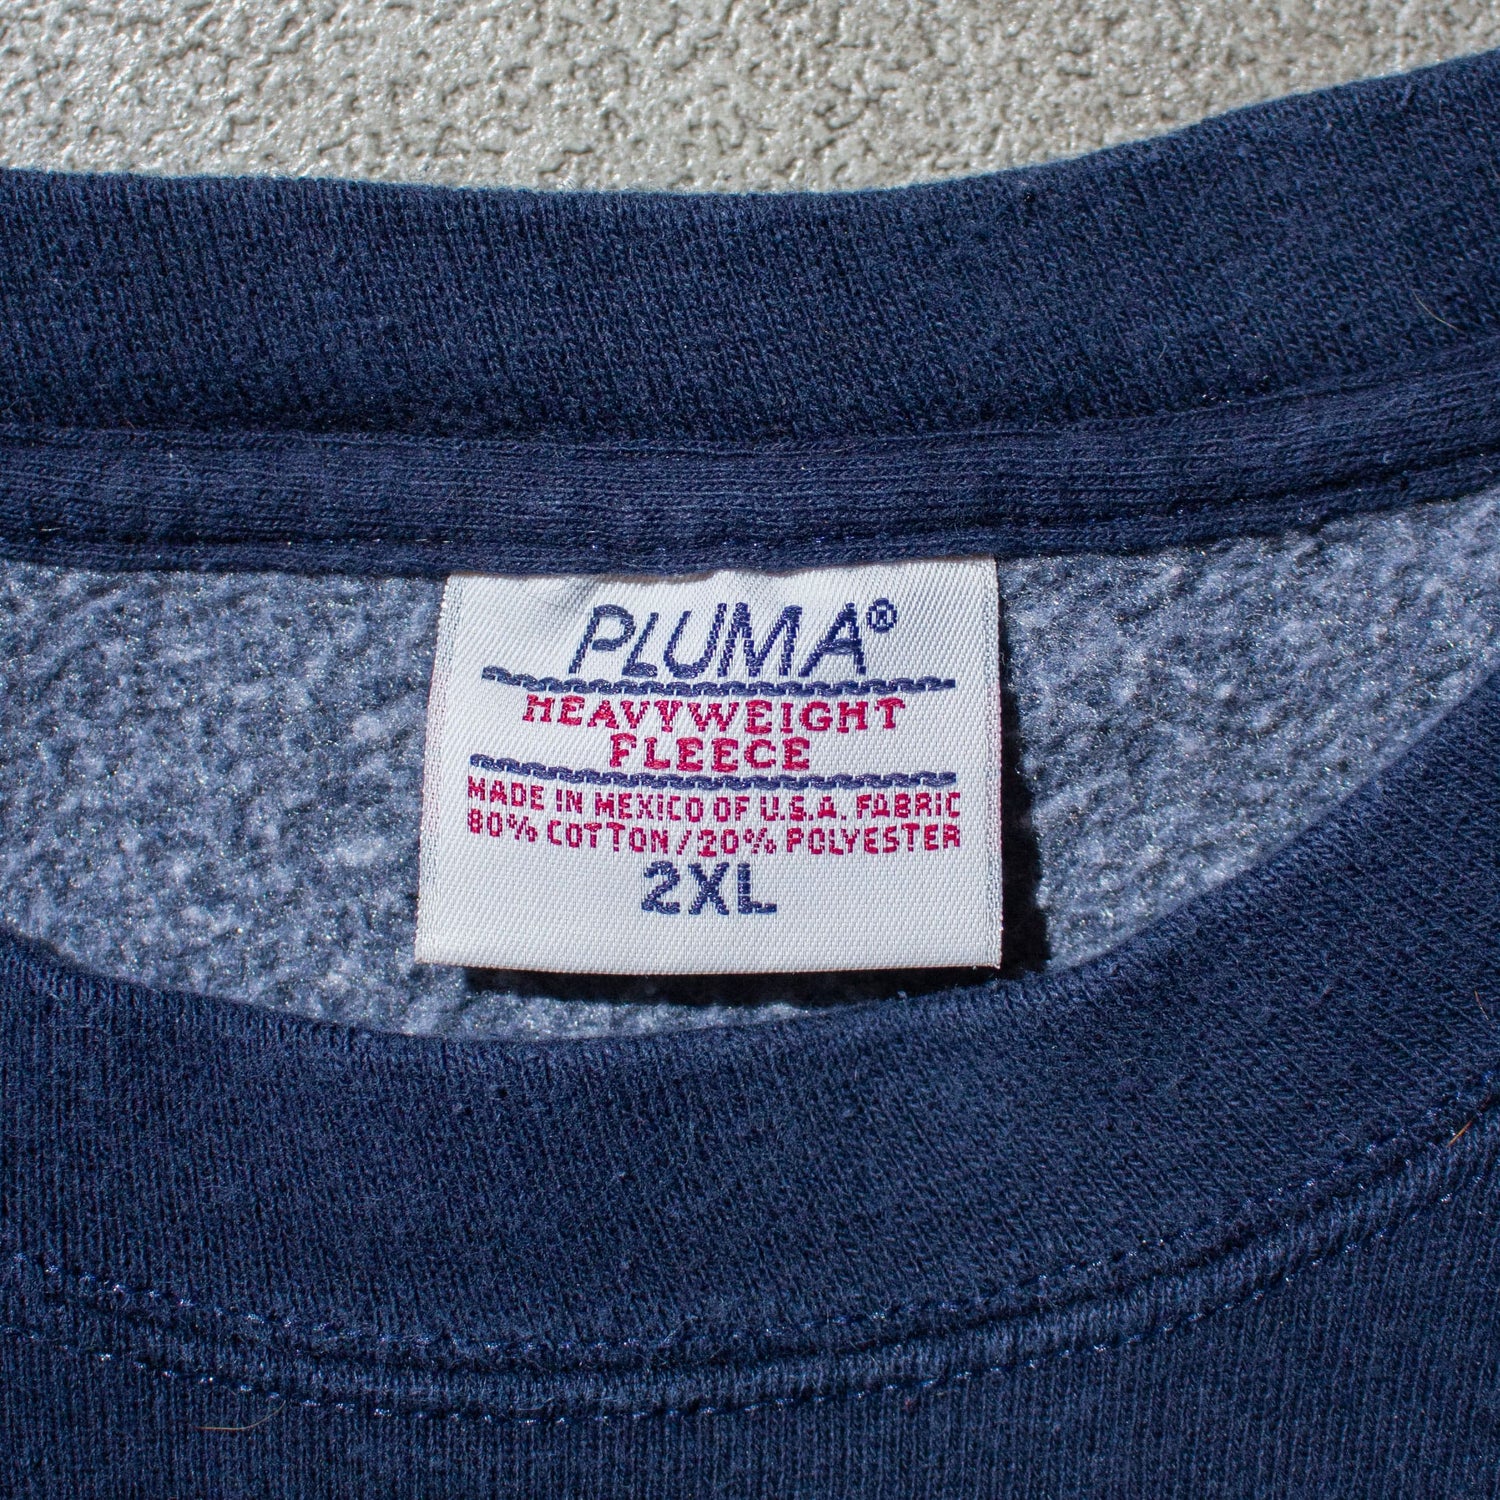 PLUMA®
HEAVYWEIGHT
FLEECE
MADE IN MEXICO OF U.S.A. FABRIC
80% COTTON/20% POLYESTER
2XL